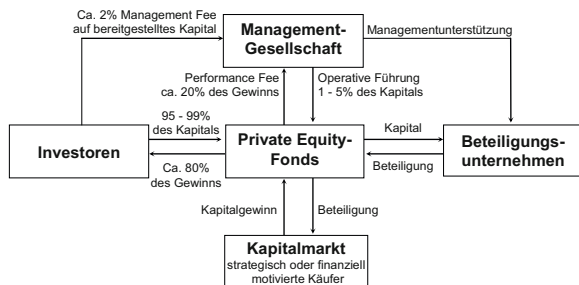 Ca. 2% Management Fee
auf bereitgestelltes Kapital
Management-
Gesellschaft
Managementunterstützung
Performance Fee
ca. 20% des Gewinns
Operative Führung
1 - 5% des Kapitals
95 - 99%
des Kapitals
Investoren
Private Equity-
Fonds
Kapital
Beteiligungs-
unternehmen
Ca. 80%
des Gewinns
Beteiligung
Kapitalgewinn
Beteiligung
Kapitalmarkt
strategisch oder finanziell
motivierte Käufer